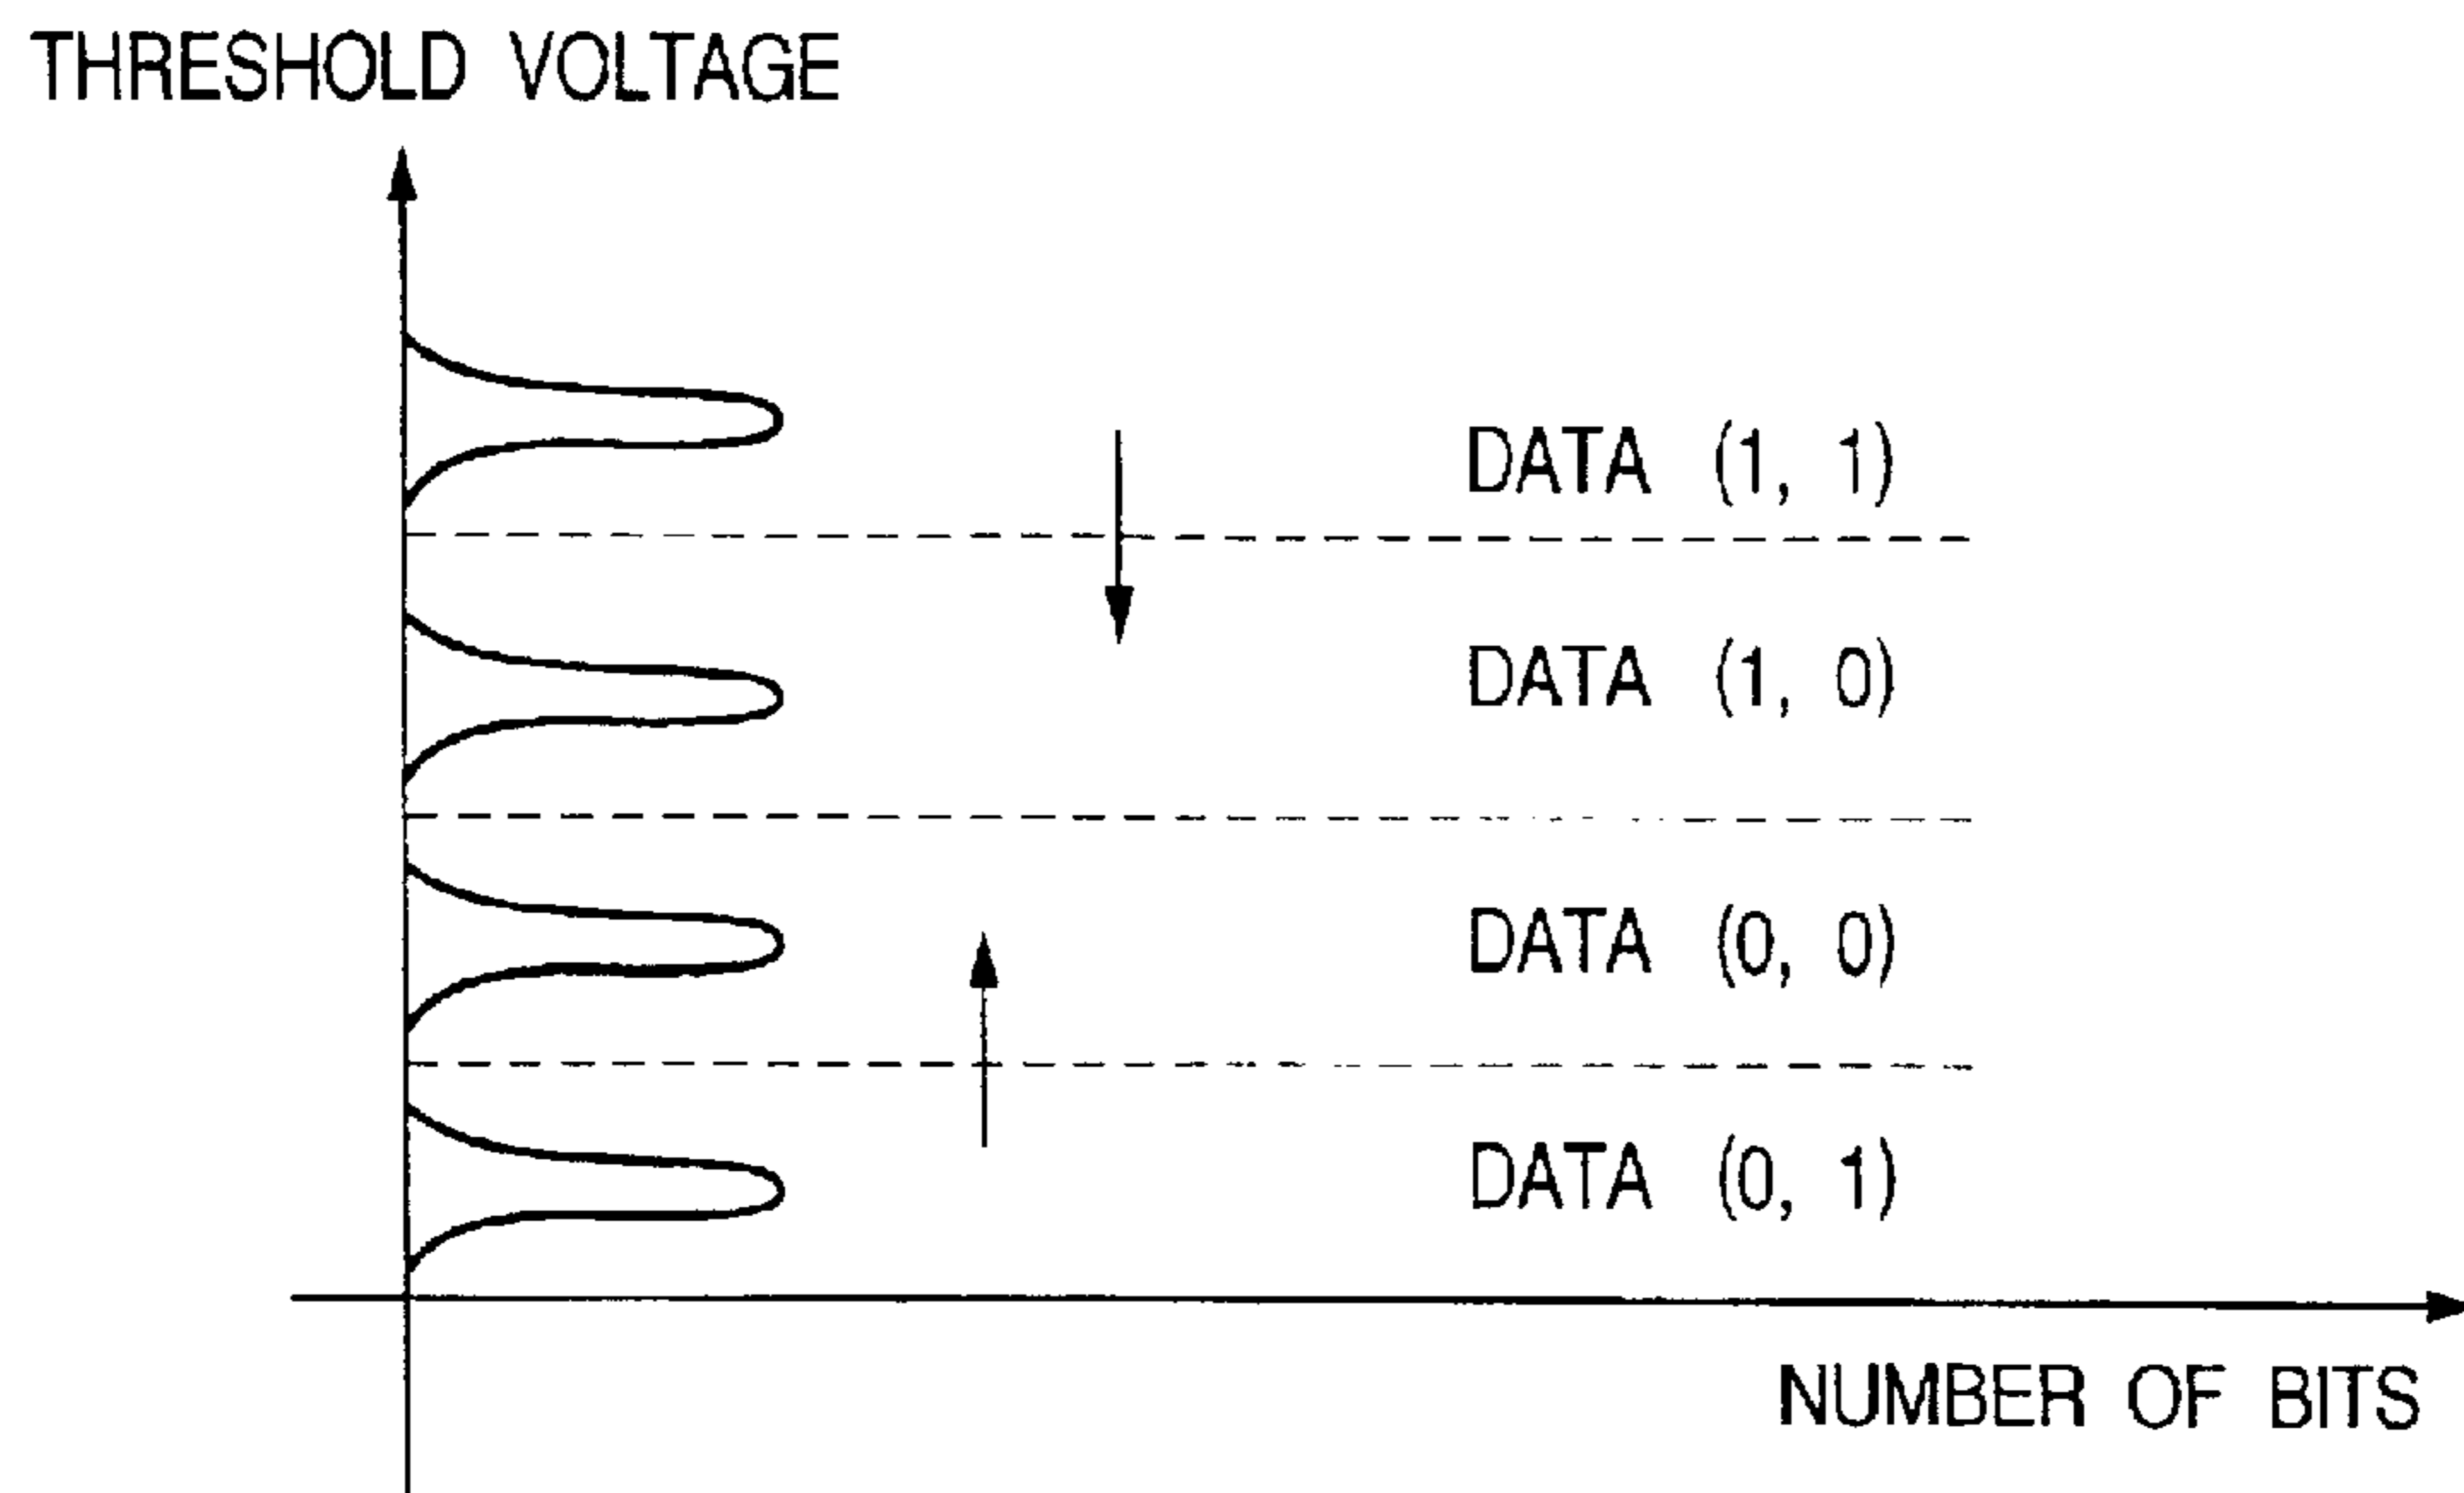 THRESHOLD VOLTAGE
DATA (1, 1)
DATA (1, 0)
DATA (0, 0)
DATA (0, 1)
NUMBER OF BITS